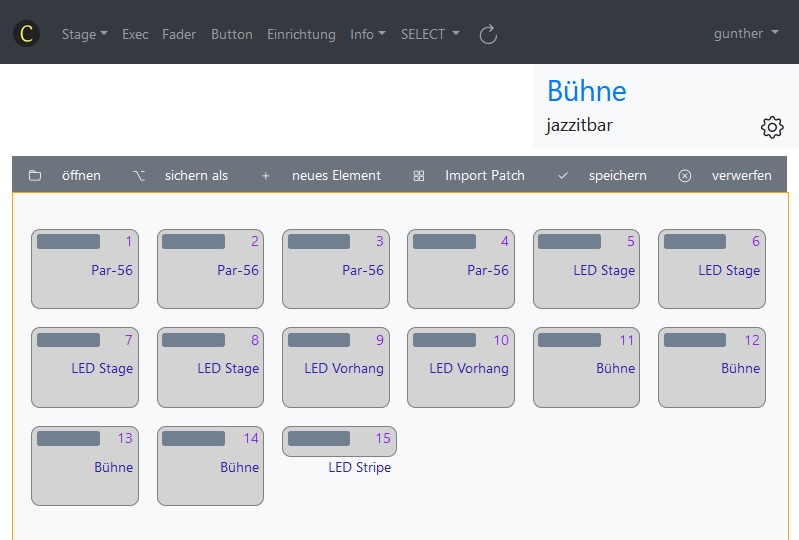 C Stage Exec Fader Button Einrichtung Info SELECT gunther
Bühne
jazzitbar
öffnen sichern als neues Element Import Patch speichern verwerfen
1 2 3 4 5 6
Par-56 Par-56 Par-56 Par-56 LED Stage LED Stage
7 8 9 10 11 12
LED Stage LED Stage LED Vorhang LED Vorhang Bühne Bühne
13 14 15
Bühne Bühne LED Stripe